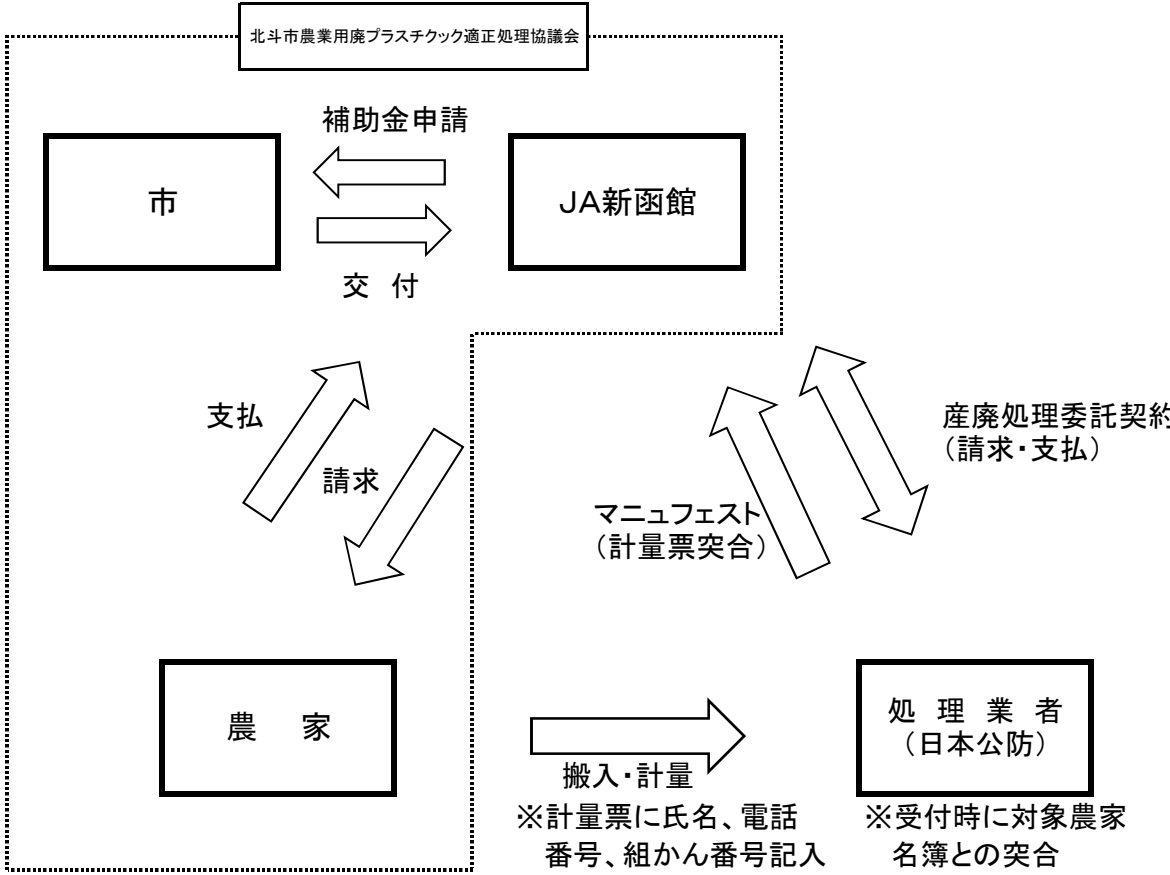 北斗市農業用廃プラスチクック適正処理協議会
補助金申請
市
JA新函館
交　付
支払
請求
産廃処理委託契約
（請求・支払）
マニュフェスト
（計量票突合）
農　　家
処　理　業　者
（日本公防）
搬入・計量
※計量票に氏名、電話
番号、組かん番号記入
※受付時に対象農家
名簿との突合